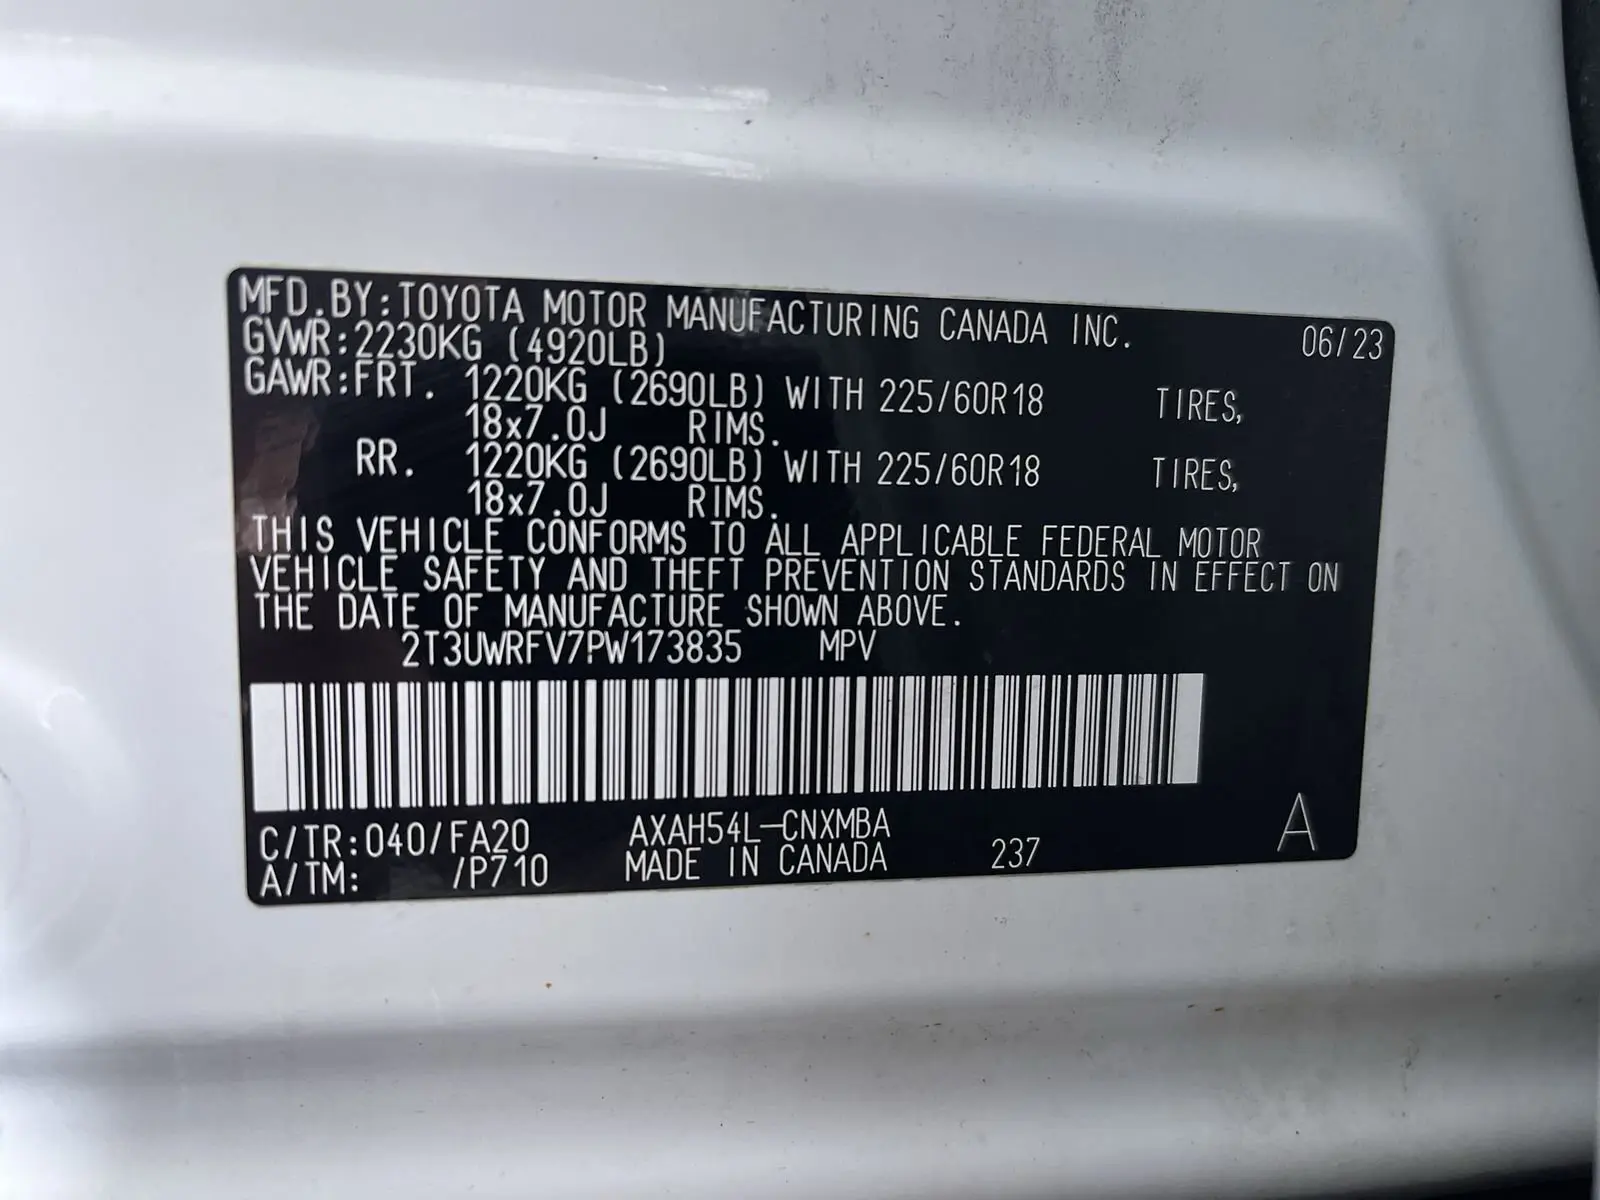 MFD.BY:TOYOTA MOTOR MANUFACTURING CANADA INC. 06/23
GVWR:2230KG (4920LB)
GAWR:FRT. 1220KG (2690LB) WITH 225/60R18 TIRES,
18x7.0J RIMS.
RR. 1220KG (2690LB) WITH 225/60R18 TIRES,
18x7.0J RIMS.
THIS VEHICLE CONFORMS TO ALL APPLICABLE FEDERAL MOTOR
VEHICLE SAFETY AND THEFT PREVENTION STANDARDS IN EFFECT ON
THE DATE OF MANUFACTURE SHOWN ABOVE.
2T3UWRFV7PW173835 MPV
C/TR:040/FA20 AXAH54L-CNXMBA
A/TM: /P710 MADE IN CANADA 237 A